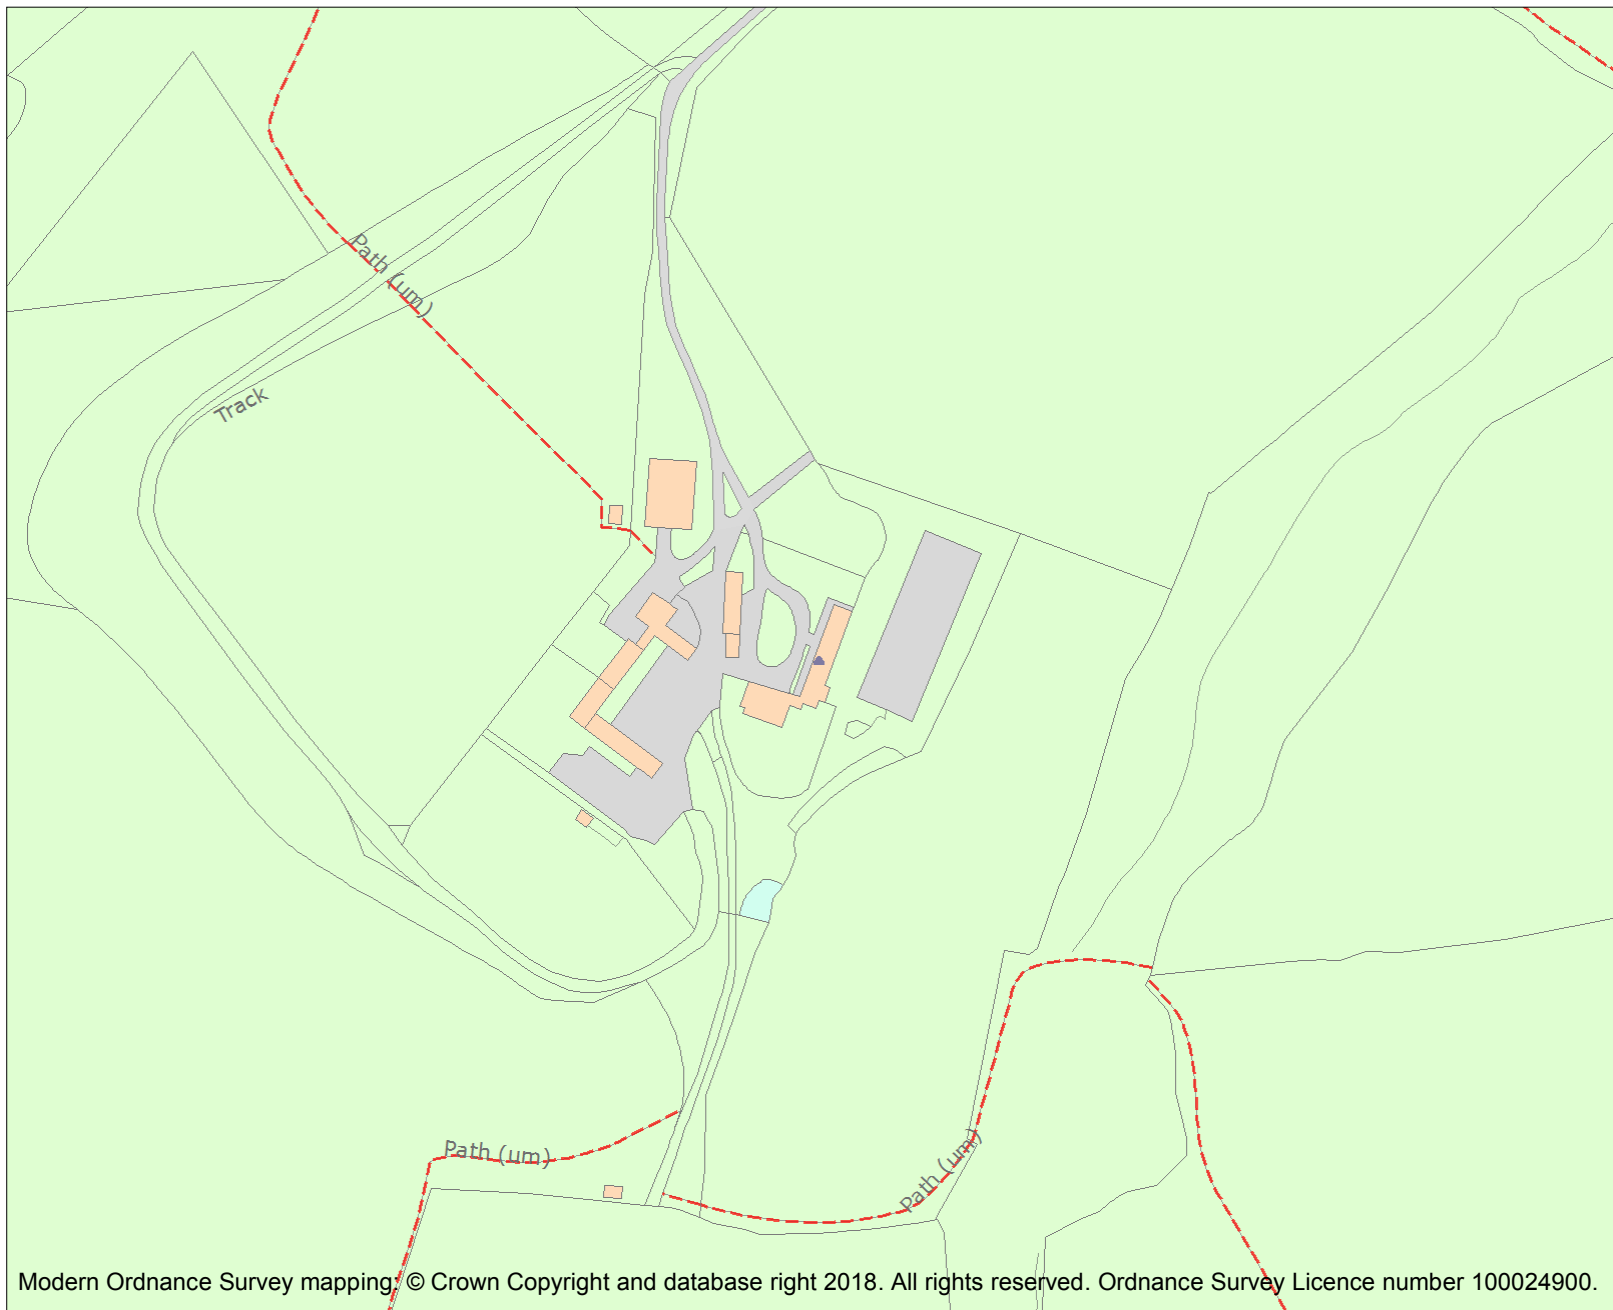 Path (um)
Track
Path (um)
Path (um)
Modern Ordnance Survey mapping: © Crown Copyright and database right 2018. All rights reserved. Ordnance Survey Licence number 100024900.